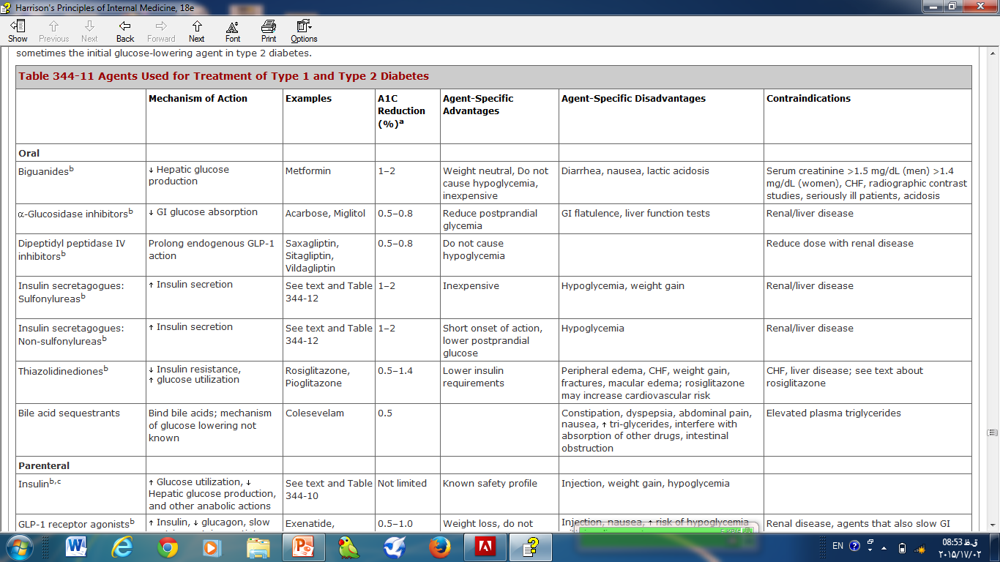 Harrison's Principles of Internal Medicine, 18e
Show Previous Next Back Forward Next Font Print Options
sometimes the initial glucose-lowering agent in type 2 diabetes.
Table 344-11 Agents Used for Treatment of Type 1 and Type 2 Diabetes
Mechanism of Action
Examples
A1C
Reduction
(%)a
Agent-Specific
Advantages
Agent-Specific Disadvantages
Contraindications
Oral
Biguanidesb
↓ Hepatic glucose
production
Metformin
1–2
Weight neutral, Do not
cause hypoglycemia,
inexpensive
Diarrhea, nausea, lactic acidosis
Serum creatinine >1.5 mg/dL (men) >1.4
mg/dL (women), CHF, radiographic contrast
studies, seriously ill patients, acidosis
α-Glucosidase inhibitorsb
↓ GI glucose absorption
Acarbose, Miglitol
0.5–0.8
Reduce postprandial
glycemia
GI flatulence, liver function tests
Renal/liver disease
Dipeptidyl peptidase IV
inhibitorsb
Prolong endogenous GLP-1
action
Saxagliptin,
Sitagliptin,
Vildagliptin
0.5–0.8
Do not cause
hypoglycemia
Reduce dose with renal disease
Insulin secretagogues:
Sulfonylureasb
↑ Insulin secretion
See text and Table
344-12
1–2
Inexpensive
Hypoglycemia, weight gain
Renal/liver disease
Insulin secretagogues:
Non-sulfonylureasb
↑ Insulin secretion
See text and Table
344-12
1–2
Short onset of action,
lower postprandial
glucose
Hypoglycemia
Renal/liver disease
Thiazolidinedionesb
↓ Insulin resistance,
↑ glucose utilization
Rosiglitazone,
Pioglitazone
0.5–1.4
Lower insulin
requirements
Peripheral edema, CHF, weight gain,
fractures, macular edema; rosiglitazone
may increase cardiovascular risk
CHF, liver disease; see text about
rosiglitazone
Bile acid sequestrants
Bind bile acids; mechanism
of glucose lowering not
known
Colesevelam
0.5
Constipation, dyspepsia, abdominal pain,
nausea, ↑ tri-glycerides, interfere with
absorption of other drugs, intestinal
obstruction
Elevated plasma triglycerides
Parenteral
Insulinb,c
↑ Glucose utilization, ↓
Hepatic glucose production,
and other anabolic actions
See text and Table
344-10
Not limited
Known safety profile
Injection, weight gain, hypoglycemia
GLP-1 receptor agonistsb
↑ Insulin, ↓ glucagon, slow
Exenatide,
0.5–1.0
Weight loss, do not
Injection, nausea, ↑ risk of hypoglycemia
Renal disease, agents that also slow GI
EN
08:53 ق.ظ
٢٠١٥/١٧/٠٢